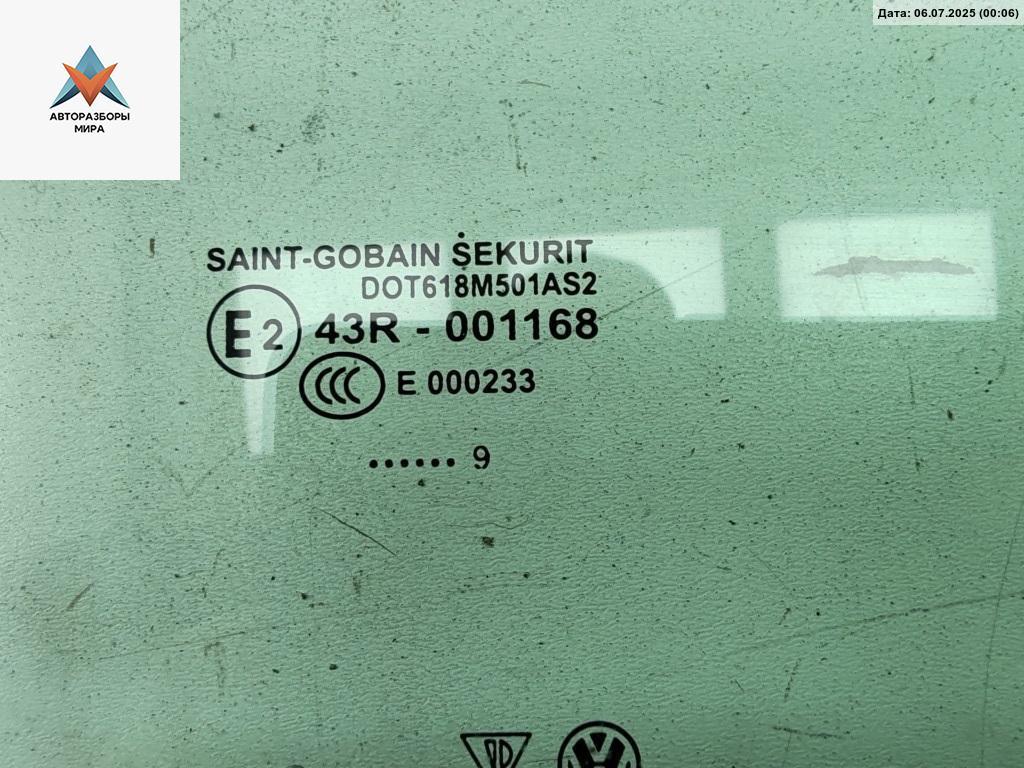 Дата: 06.07.2025 (00:06)
АВТОРАЗБОРЫ
МИРА
SAINT-GOBAIN SEKURIT
DOT618M501AS2
E2 43R - 001168
CCC E 000233
...... 9